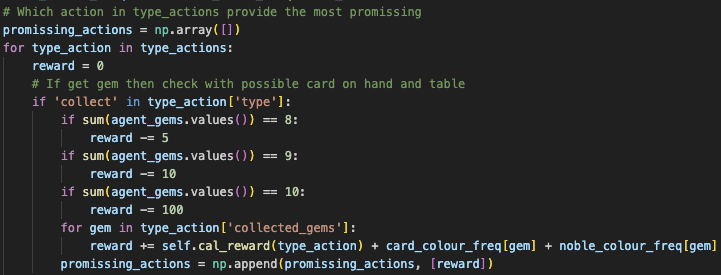 # Which action in type_actions provide the most promissing
promissing_actions = np.array([])
for type_action in type_actions:
    reward = 0
    # If get gem then check with possible card on hand and table
    if 'collect' in type_action['type']:
        if sum(agent_gems.values()) == 8:
            reward -= 5
        if sum(agent_gems.values()) == 9:
            reward -= 10
        if sum(agent_gems.values()) == 10:
            reward -= 100
        for gem in type_action['collected_gems']:
            reward += self.cal_reward(type_action) + card_colour_freq[gem] + noble_colour_freq[gem]
        promissing_actions = np.append(promissing_actions, [reward])